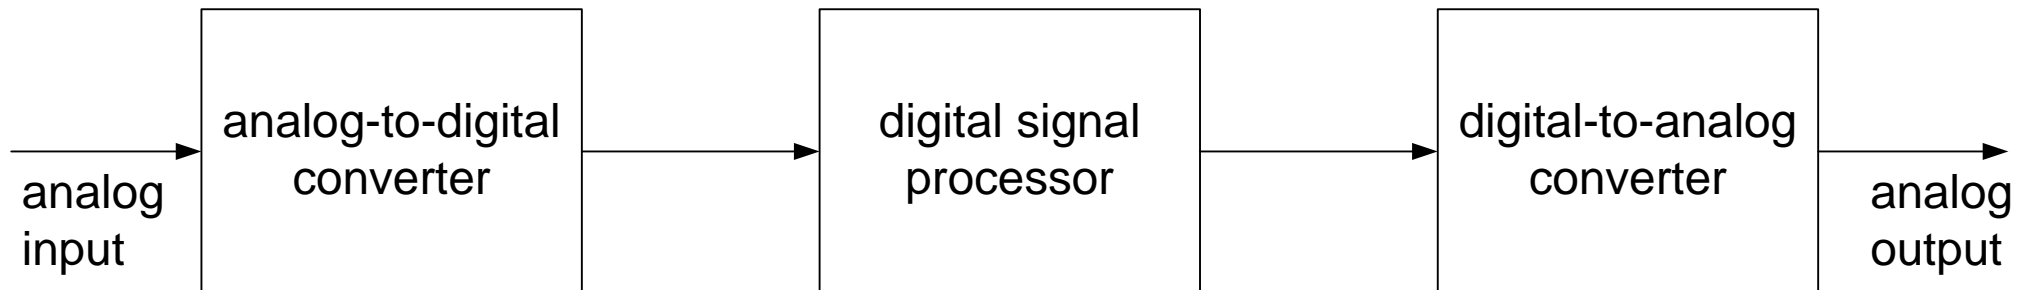 analog
input
analog-to-digital
converter
digital signal
processor
digital-to-analog
converter
analog
output